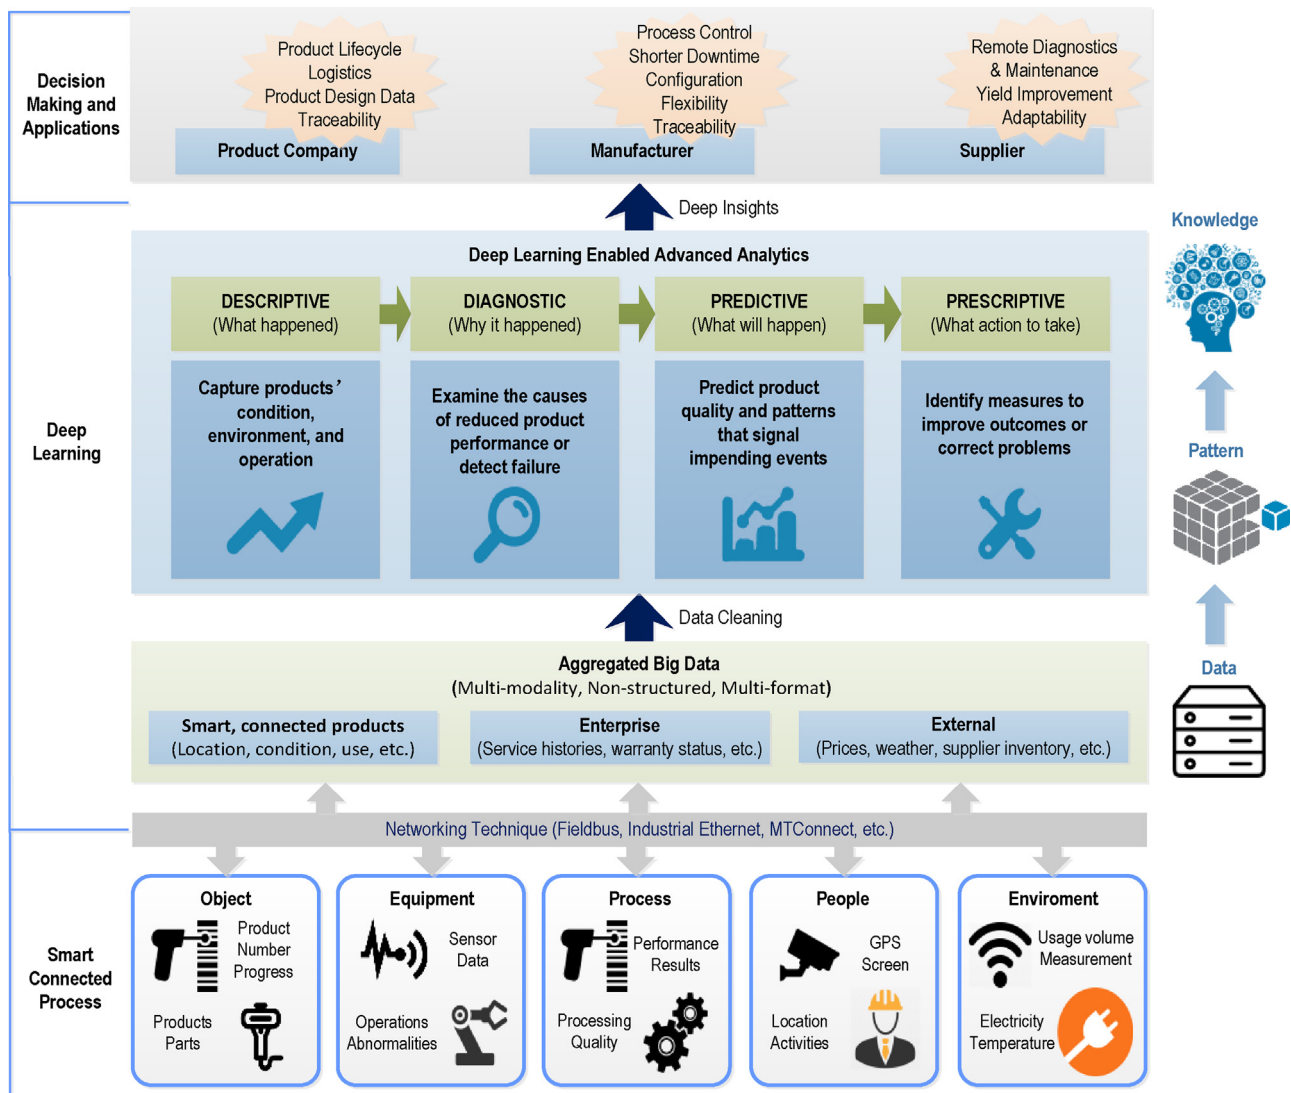 Decision
Making and
Applications
Product Lifecycle
Logistics
Product Design Data
Traceability
Product Company
Process Control
Shorter Downtime
Configuration
Flexibility
Traceability
Manufacturer
Remote Diagnostics
& Maintenance
Yield Improvement
Adaptability
Supplier
Deep Insights
Deep
Learning
Deep Learning Enabled Advanced Analytics
DESCRIPTIVE
(What happened)
DIAGNOSTIC
(Why it happened)
PREDICTIVE
(What will happen)
PRESCRIPTIVE
(What action to take)
Capture products’
condition,
environment, and
operation
Examine the causes
of reduced product
performance or
detect failure
Predict product
quality and patterns
that signal
impending events
Identify measures to
improve outcomes or
correct problems
Data Cleaning
Aggregated Big Data
(Multi-modality, Non-structured, Multi-format)
Smart, connected products
(Location, condition, use, etc.)
Enterprise
(Service histories, warranty status, etc.)
External
(Prices, weather, supplier inventory, etc.)
Knowledge
Pattern
Data
Networking Technique (Fieldbus, Industrial Ethernet, MTConnect, etc.)
Smart
Connected
Process
Object
Product
Number
Progress
Products
Parts
Equipment
Sensor
Data
Operations
Abnormalities
Process
Performance
Results
Processing
Quality
People
GPS
Screen
Location
Activities
Enviroment
Usage volume
Measurement
Electricity
Temperature